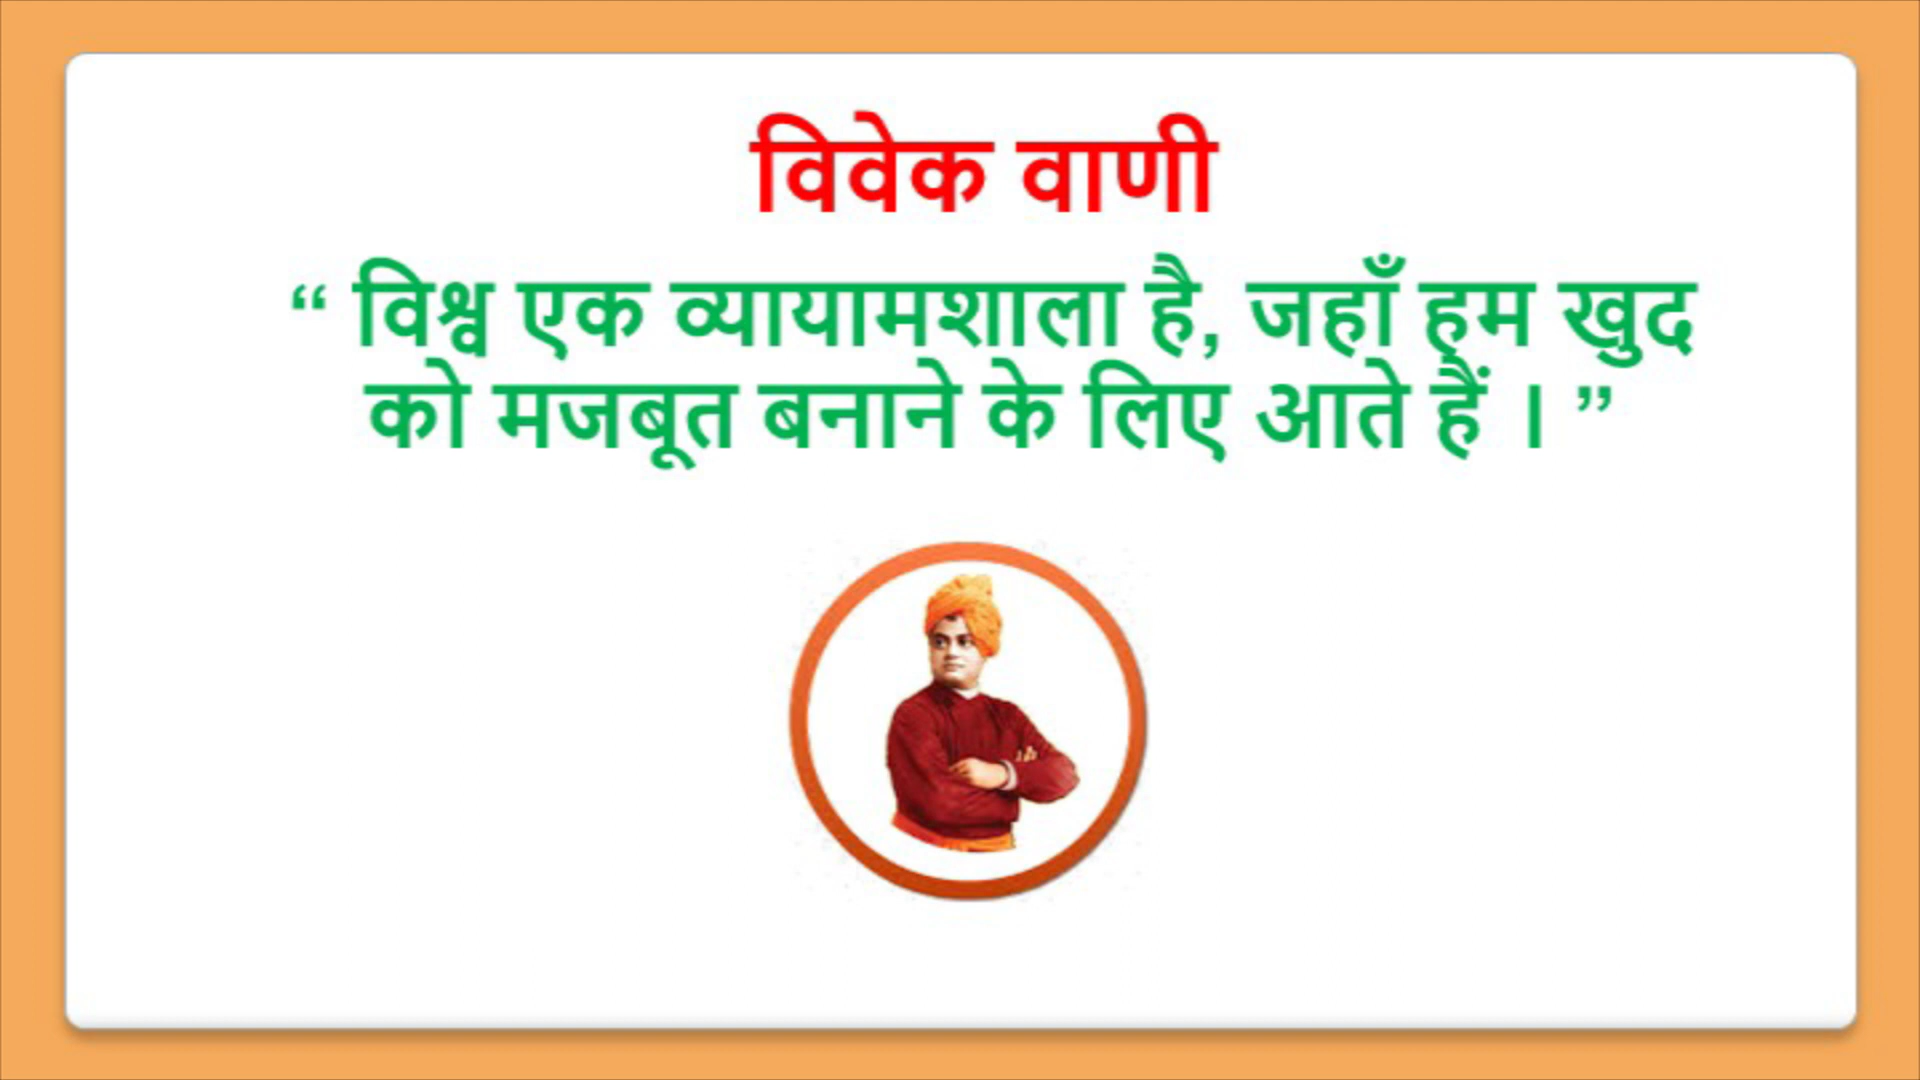 विवेक वाणी
“ विश्व एक व्यायामशाला है, जहाँ हम खुद
को मजबूत बनाने के लिए आते हैं । ”